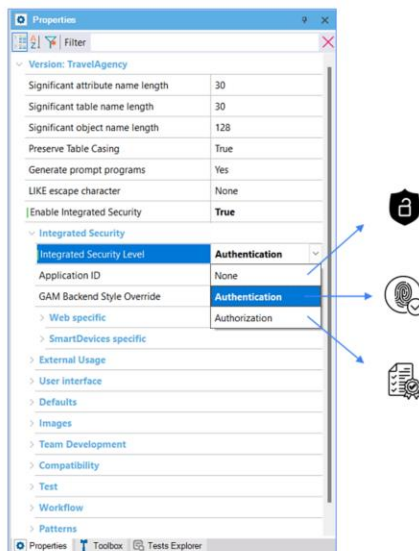 Properties
Filter
Version: TravelAgency
Significant attribute name length 30
Significant table name length 30
Significant object name length 128
Preserve Table Casing True
Generate prompt programs Yes
LIKE escape character None
Enable Integrated Security True
Integrated Security
Integrated Security Level Authentication
Application ID None
GAM Backend Style Override Authentication
Web specific Authorization
SmartDevices specific
External Usage
User interface
Defaults
Images
Team Development
Compatibility
Test
Workflow
Patterns
Properties Toolbox Tests Explorer